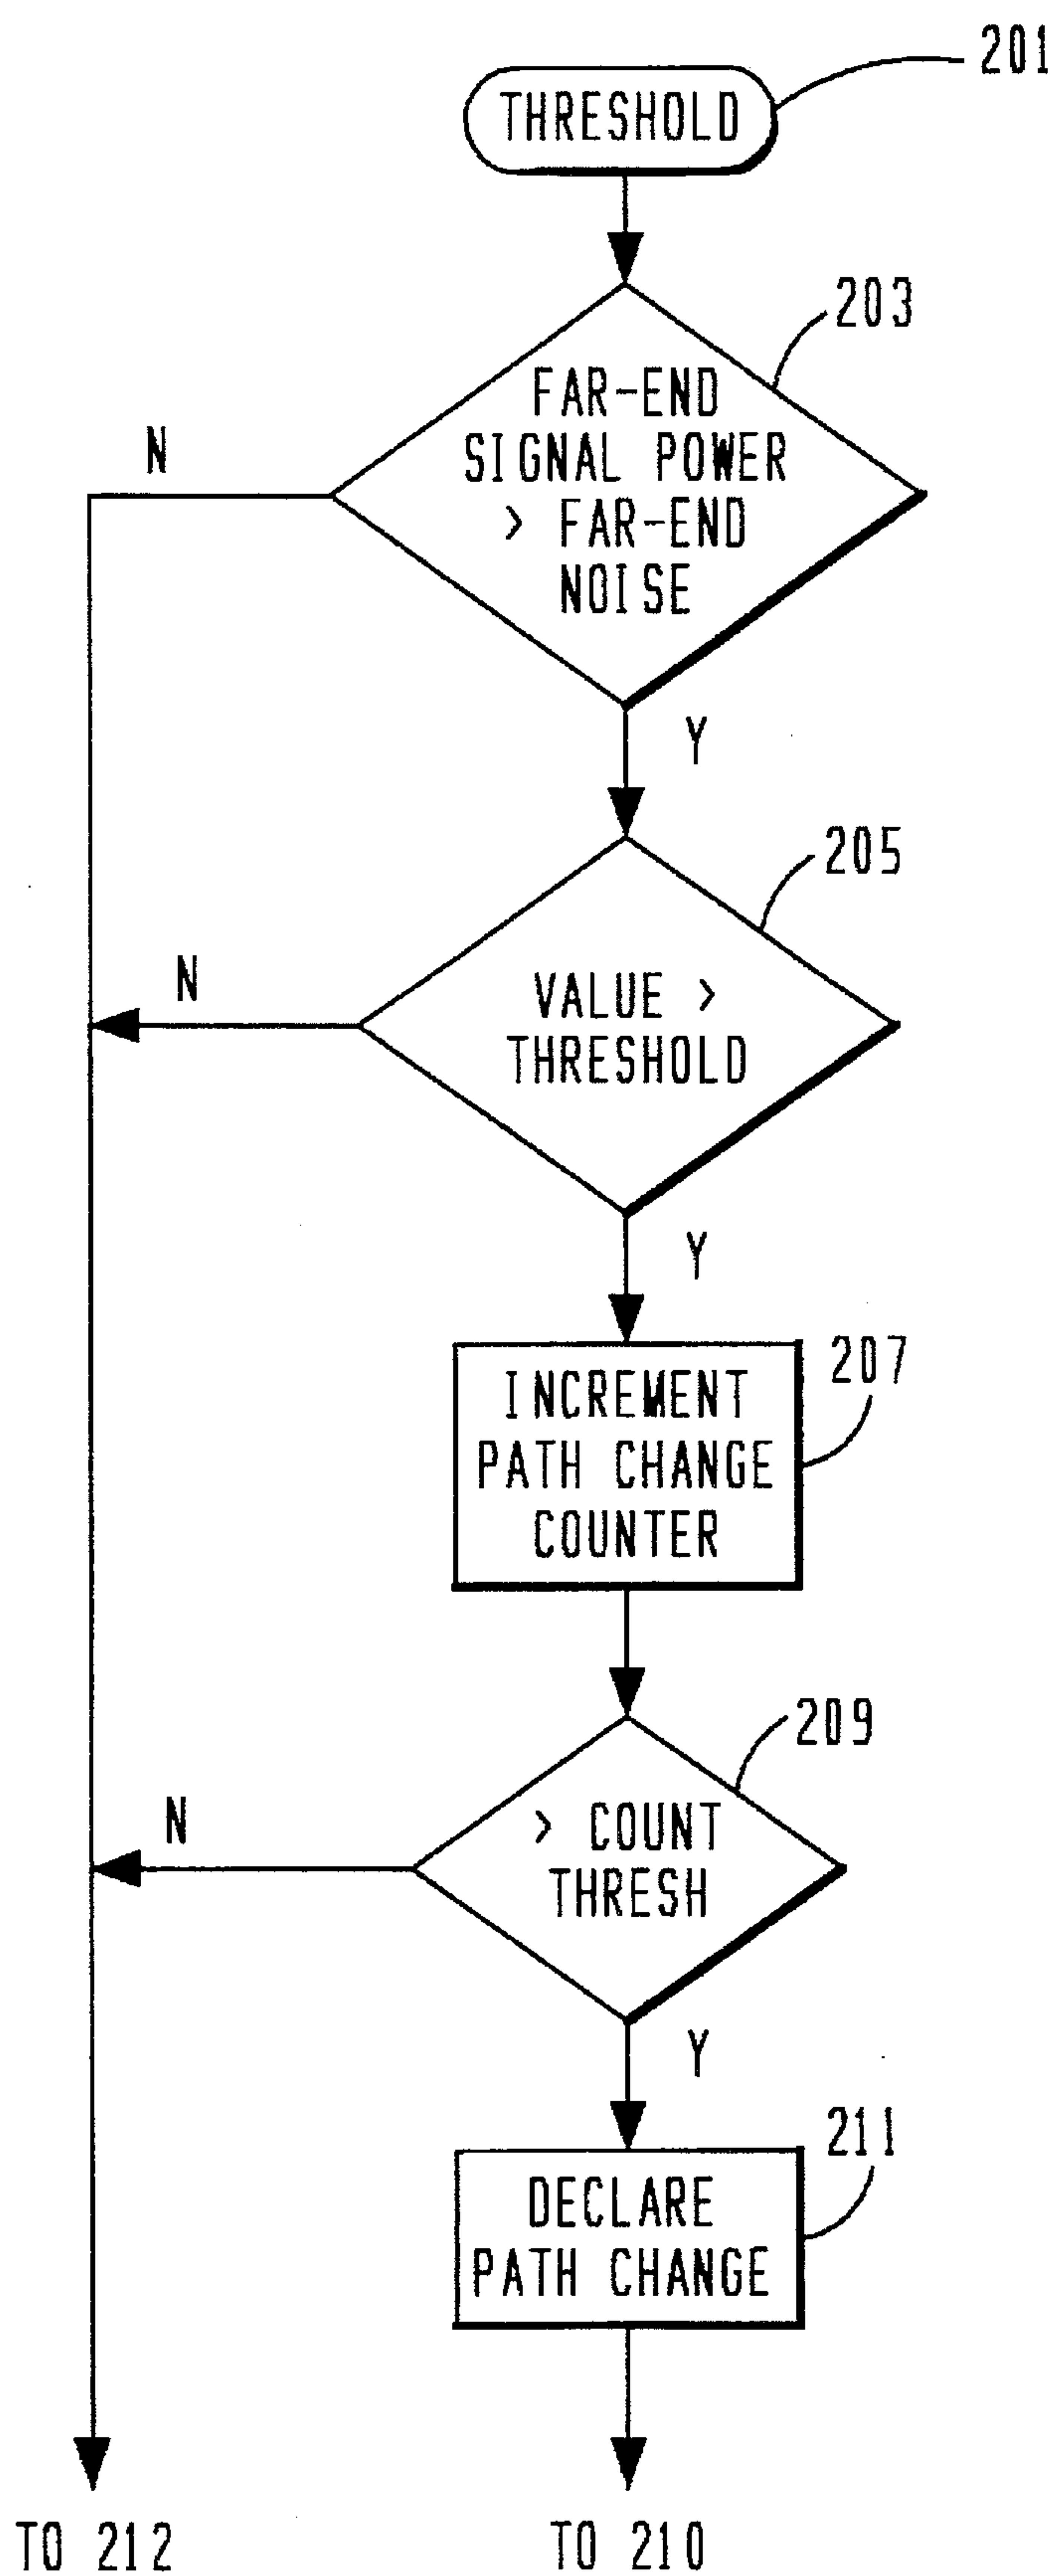 201
THRESHOLD
203
FAR-END
SIGNAL POWER
> FAR-END
NOISE
N
Y
205
VALUE >
THRESHOLD
N
Y
207
INCREMENT
PATH CHANGE
COUNTER
209
> COUNT
THRESH
N
Y
211
DECLARE
PATH CHANGE
TO 212
TO 210